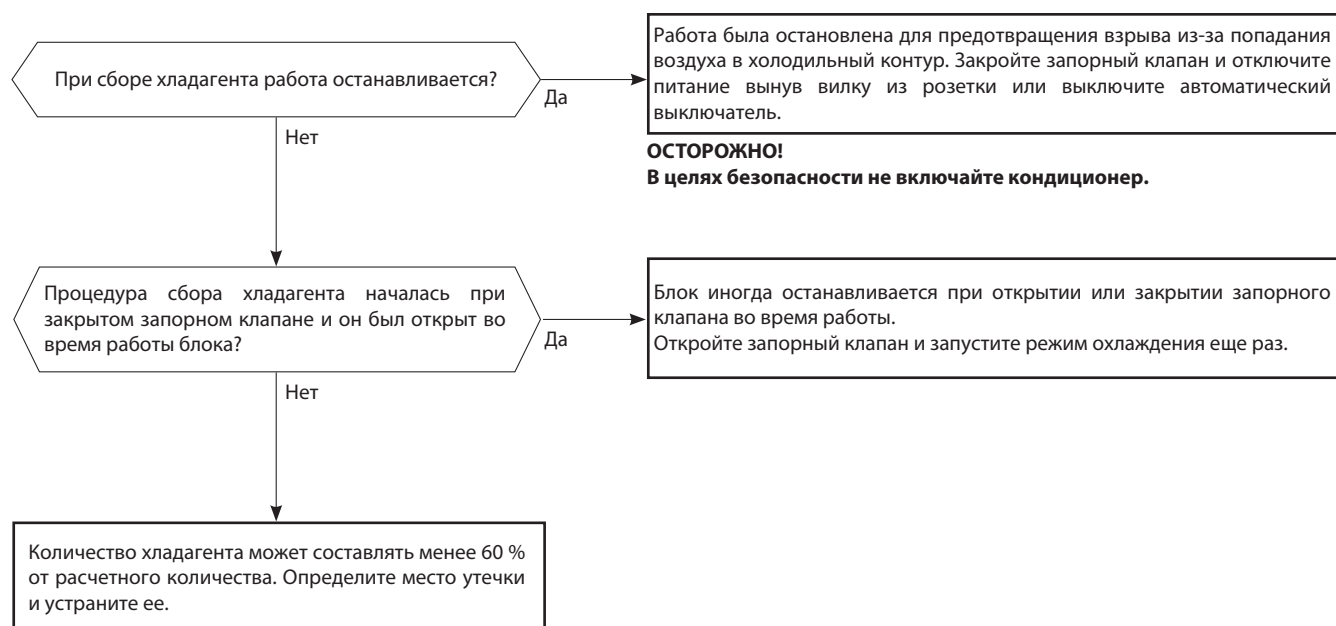 При сборе хладагента работа останавливается?
Да
Нет
Работа была остановлена для предотвращения взрыва из-за попадания
воздуха в холодильный контур. Закройте запорный клапан и отключите
питание вынув вилку из розетки или выключите автоматический
выключатель.
ОСТОРОЖНО!
В целях безопасности не включайте кондиционер.
Процедура сбора хладагента началась при
закрытом запорном клапане и он был открыт во
время работы блока?
Да
Нет
Блок иногда останавливается при открытии или закрытии запорного
клапана во время работы.
Откройте запорный клапан и запустите режим охлаждения еще раз.
Количество хладагента может составлять менее 60 %
от расчетного количества. Определите место утечки
и устраните ее.